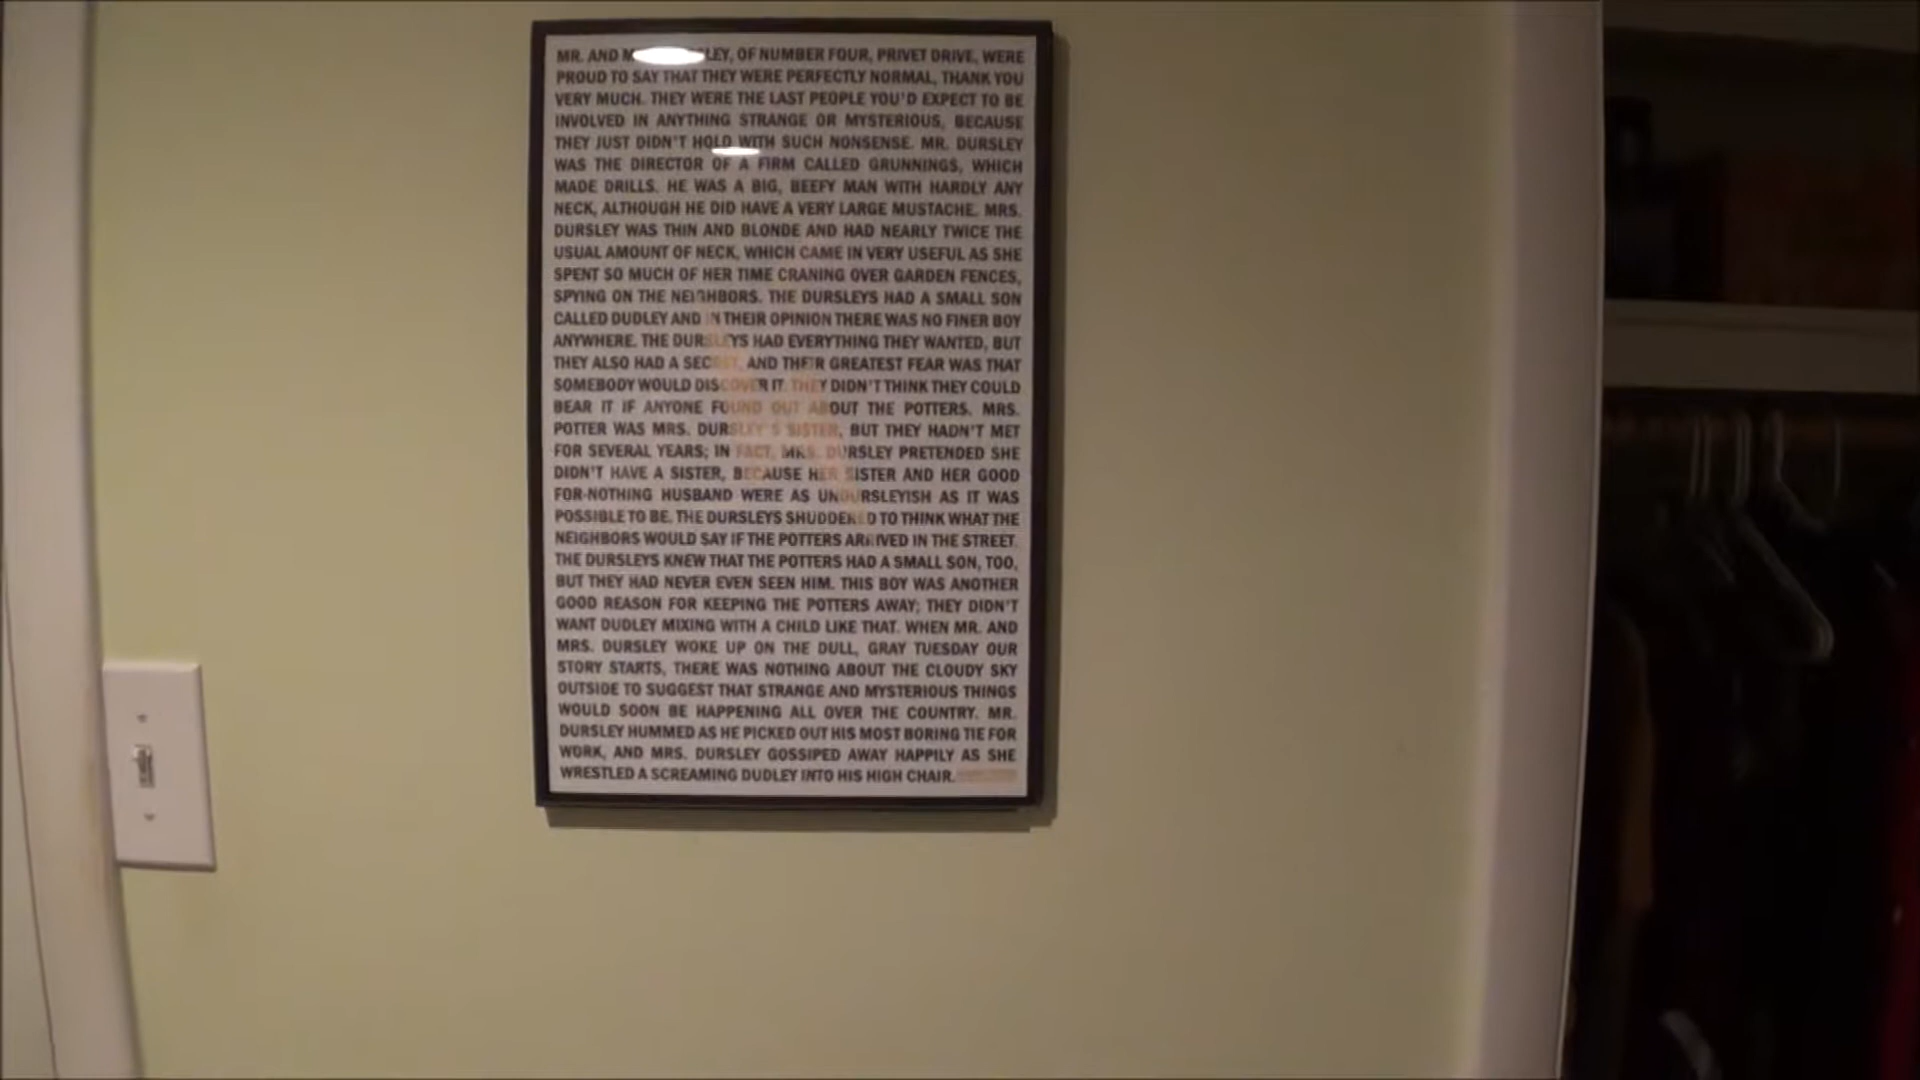 MR. AND M LEY, OF NUMBER FOUR, PRIVET DRIVE, WERE
PROUD TO SAY THAT THEY WERE PERFECTLY NORMAL, THANK YOU
VERY MUCH. THEY WERE THE LAST PEOPLE YOU'D EXPECT TO BE
INVOLVED IN ANYTHING STRANGE OR MYSTERIOUS, BECAUSE
THEY JUST DIDN'T HOLD WITH SUCH NONSENSE. MR. DURSLEY
WAS THE DIRECTOR OF A FIRM CALLED GRUNNINGS, WHICH
MADE DRILLS. HE WAS A BIG, BEEFY MAN WITH HARDLY ANY
NECK, ALTHOUGH HE DID HAVE A VERY LARGE MUSTACHE. MRS.
DURSLEY WAS THIN AND BLONDE AND HAD NEARLY TWICE THE
USUAL AMOUNT OF NECK, WHICH CAME IN VERY USEFUL AS SHE
SPENT SO MUCH OF HER TIME CRANING OVER GARDEN FENCES,
SPYING ON THE NEIGHBORS. THE DURSLEYS HAD A SMALL SON
CALLED DUDLEY AND IN THEIR OPINION THERE WAS NO FINER BOY
ANYWHERE. THE DURSLEYS HAD EVERYTHING THEY WANTED, BUT
THEY ALSO HAD A SECRET, AND THEIR GREATEST FEAR WAS THAT
SOMEBODY WOULD DISCOVER IT. THEY DIDN'T THINK THEY COULD
BEAR IT IF ANYONE FOUND OUT ABOUT THE POTTERS. MRS.
POTTER WAS MRS. DURSLEY'S SISTER, BUT THEY HADN'T MET
FOR SEVERAL YEARS; IN FACT, MRS. DURSLEY PRETENDED SHE
DIDN'T HAVE A SISTER, BECAUSE HER SISTER AND HER GOOD
FOR-NOTHING HUSBAND WERE AS UNDURSLEYISH AS IT WAS
POSSIBLE TO BE. THE DURSLEYS SHUDDERED TO THINK WHAT THE
NEIGHBORS WOULD SAY IF THE POTTERS ARRIVED IN THE STREET.
THE DURSLEYS KNEW THAT THE POTTERS HAD A SMALL SON, TOO,
BUT THEY HAD NEVER EVEN SEEN HIM. THIS BOY WAS ANOTHER
GOOD REASON FOR KEEPING THE POTTERS AWAY; THEY DIDN'T
WANT DUDLEY MIXING WITH A CHILD LIKE THAT. WHEN MR. AND
MRS. DURSLEY WOKE UP ON THE DULL, GRAY TUESDAY OUR
STORY STARTS, THERE WAS NOTHING ABOUT THE CLOUDY SKY
OUTSIDE TO SUGGEST THAT STRANGE AND MYSTERIOUS THINGS
WOULD SOON BE HAPPENING ALL OVER THE COUNTRY. MR.
DURSLEY HUMMED AS HE PICKED OUT HIS MOST BORING TIE FOR
WORK, AND MRS. DURSLEY GOSSIPED AWAY HAPPILY AS SHE
WRESTLED A SCREAMING DUDLEY INTO HIS HIGH CHAIR.